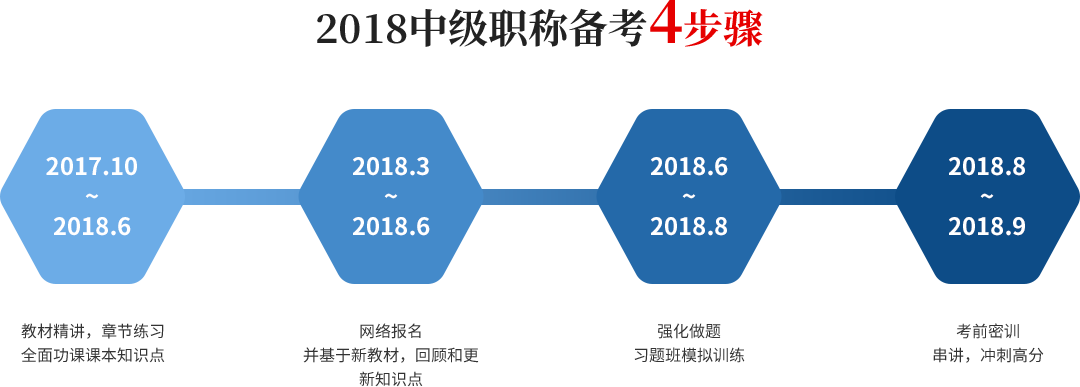 2018中级职称备考4步骤
2017.10
~
2018.6
2018.3
~
2018.6
2018.6
~
2018.8
2018.8
~
2018.9
教材精讲，章节练习
全面功课课本知识点
网络报名
并基于新教材，回顾和更
新知识点
强化做题
习题班模拟训练
考前密训
串讲，冲刺高分